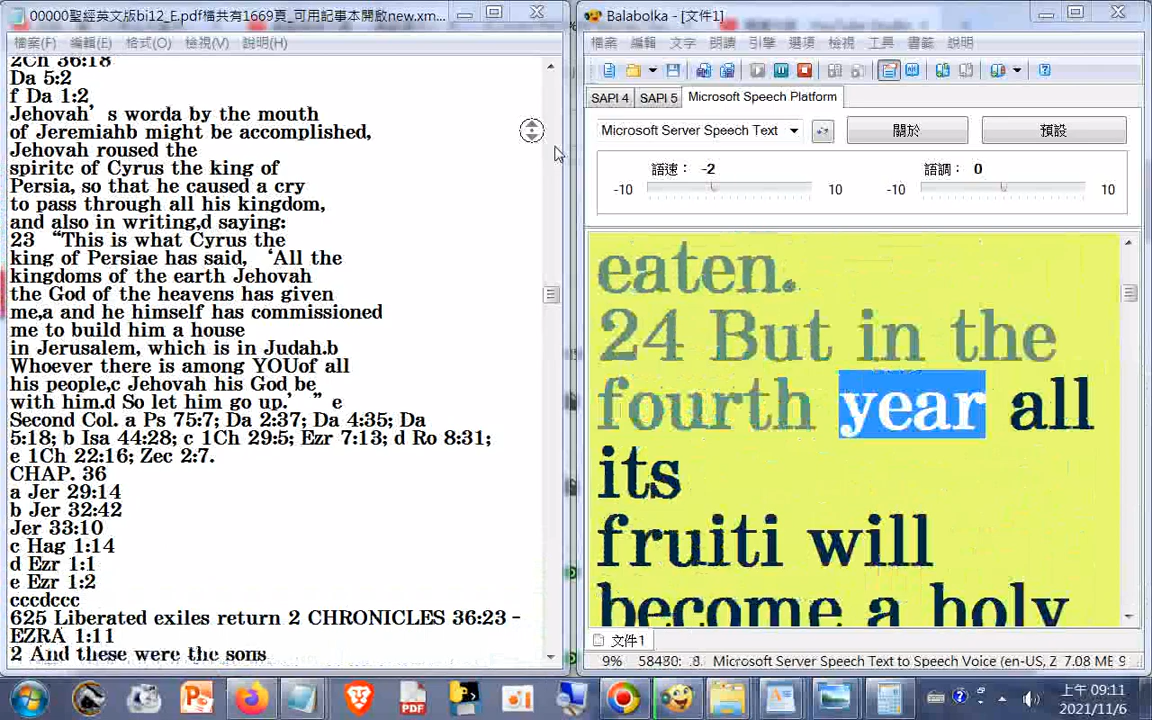 00000聖經英文版bi12_E.pdf檔共有1669頁_可用記事本開啟new.xm...
檔案(F) 編輯(E) 格式(O) 檢視(V) 說明(H)
2Ch 36:18
Da 5:2
f Da 1:2
Jehovah’s worda by the mouth
of Jeremiahb might be accomplished,
Jehovah roused the
spiritc of Cyrus the king of
Persia, so that he caused a cry
to pass through all his kingdom,
and also in writing,d saying:
23 “This is what Cyrus the
king of Persiae has said, ‘All the
kingdoms of the earth Jehovah
the God of the heavens has given
me,a and he himself has commissioned
me to build him a house
in Jerusalem, which is in Judah.b
Whoever there is among YOUof all
his people,c Jehovah his God be
with him.d So let him go up.’ ”e
Second Col. a Ps 75:7; Da 2:37; Da 4:35; Da
5:18; b Isa 44:28; c 1Ch 29:5; Ezr 7:13; d Ro 8:31;
e 1Ch 22:16; Zec 2:7.
CHAP. 36
a Jer 29:14
b Jer 32:42
Jer 33:10
c Hag 1:14
d Ezr 1:1
e Ezr 1:2
cccdccc
625 Liberated exiles return 2 CHRONICLES 36:23 -
EZRA 1:11
2 And these were the sons
Balabolka - [文件1]
檔案 編輯 文字 朗讀 引擎 選項 檢視 工具 書籤 說明
SAPI 4 SAPI 5 Microsoft Speech Platform
Microsoft Server Speech Text 關於 預設
語速: -2 語調: 0
-10 10 -10 10
eaten.
24 But in the
fourth year all
its
fruiti will
become a holy
文件1
9% 58430: 8. Microsoft Server Speech Text to Speech Voice (en-US, Z 7.08 MB 9
PDF
上午 09:11
2021/11/6